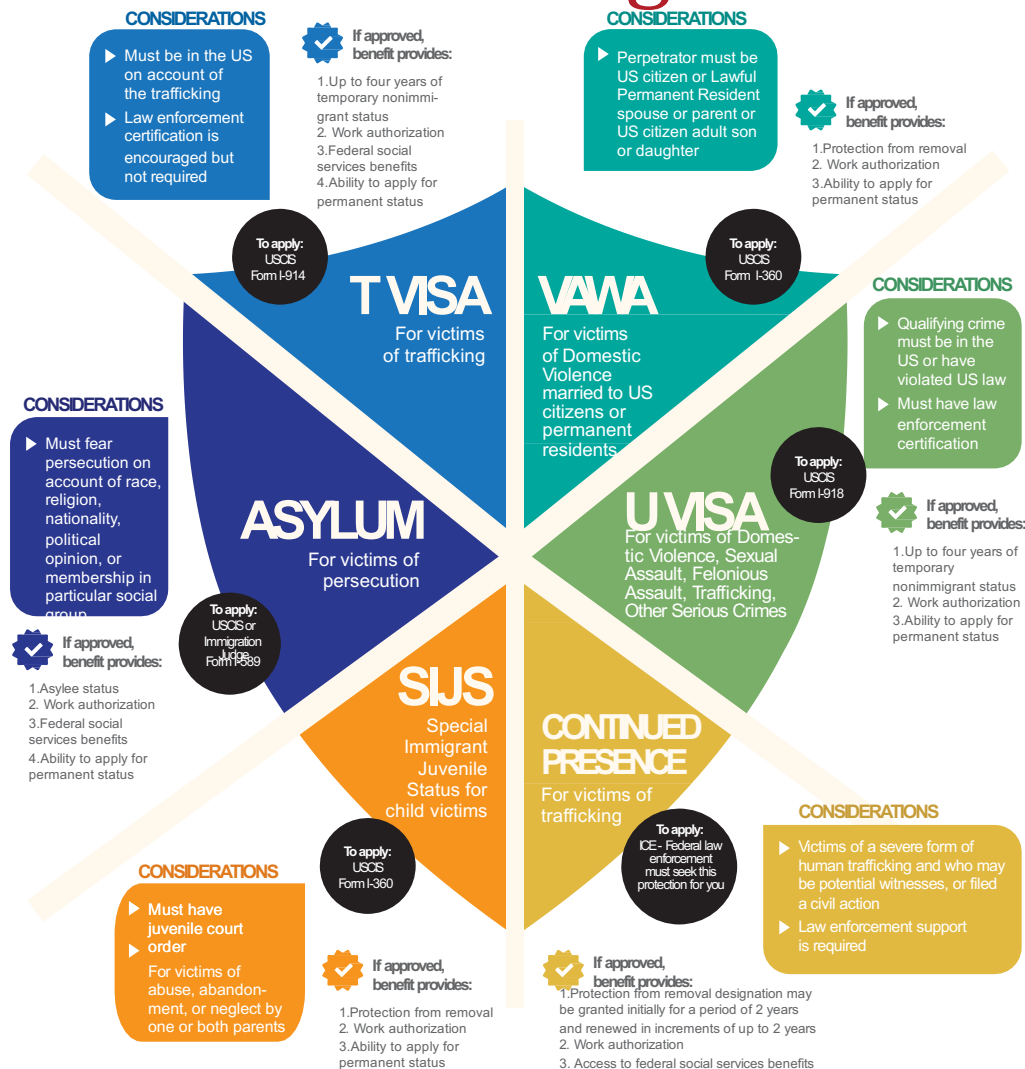 CONSIDERATIONS
Must be in the US
on account of
the trafficking
Law enforcement
certification is
encouraged but
not required
If approved,
benefit provides:
1.Up to four years of
temporary nonimmi-
grant status
2. Work authorization
3.Federal social
services benefits
4.Ability to apply for
permanent status
To apply:
USCIS
Form I-914
T VISA
For victims
of trafficking
CONSIDERATIONS
Perpetrator must be
US citizen or Lawful
Permanent Resident
spouse or parent or
US citizen adult son
or daughter
If approved,
benefit provides:
1.Protection from removal
2. Work authorization
3.Ability to apply for
permanent status
To apply:
USCIS
Form I-360
VAWA
For victims
of Domestic
Violence
married to US
citizens or
permanent
residents
CONSIDERATIONS
Qualifying crime
must be in the
US or have
violated US law
Must have law
enforcement
certification
To apply:
USCIS
Form I-918
If approved,
benefit provides:
1.Up to four years of
temporary
nonimmigrant status
2. Work authorization
3.Ability to apply for
permanent status
U VISA
For victims of Domes-
tic Violence, Sexual
Assault, Felonious
Assault, Trafficking,
Other Serious Crimes
CONSIDERATIONS
Must fear
persecution on
account of race,
religion,
nationality,
political
opinion, or
membership in
particular social
group
ASYLUM
For victims of
persecution
To apply:
USCIS or
Immigration
Judge
Form I-589
If approved,
benefit provides:
1.Asylee status
2. Work authorization
3.Federal social
services benefits
4.Ability to apply for
permanent status
SIJS
Special
Immigrant
Juvenile
Status for
child victims
To apply:
USCIS
Form I-360
CONSIDERATIONS
Must have
juvenile court
order
For victims of
abuse, abandon-
ment, or neglect by
one or both parents
If approved,
benefit provides:
1.Protection from removal
2. Work authorization
3.Ability to apply for
permanent status
CONTINUED
PRESENCE
For victims of
trafficking
To apply:
ICE - Federal law
enforcement
must seek this
protection for you
CONSIDERATIONS
Victims of a severe form of
human trafficking and who may
be potential witnesses, or filed
a civil action
Law enforcement support
is required
If approved,
benefit provides:
1.Protection from removal designation may
be granted initially for a period of 2 years
and renewed in increments of up to 2 years
2. Work authorization
3. Access to federal social services benefits